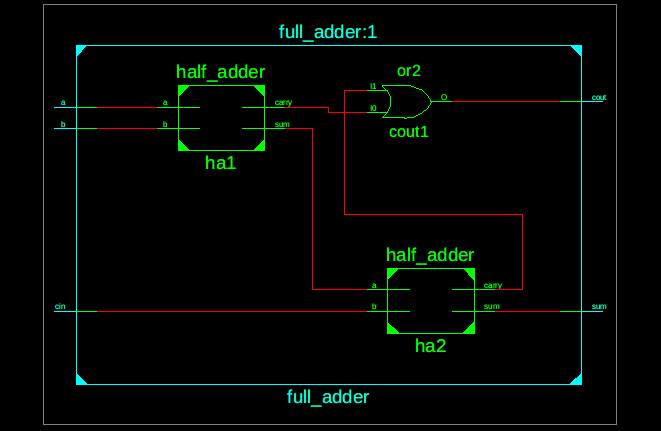 full_adder:1
half_adder
or2
a
a
carry
I1
O
cout
b
b
sum
I0
ha1
cout1
half_adder
a
carry
cin
b
sum
sum
ha2
full_adder